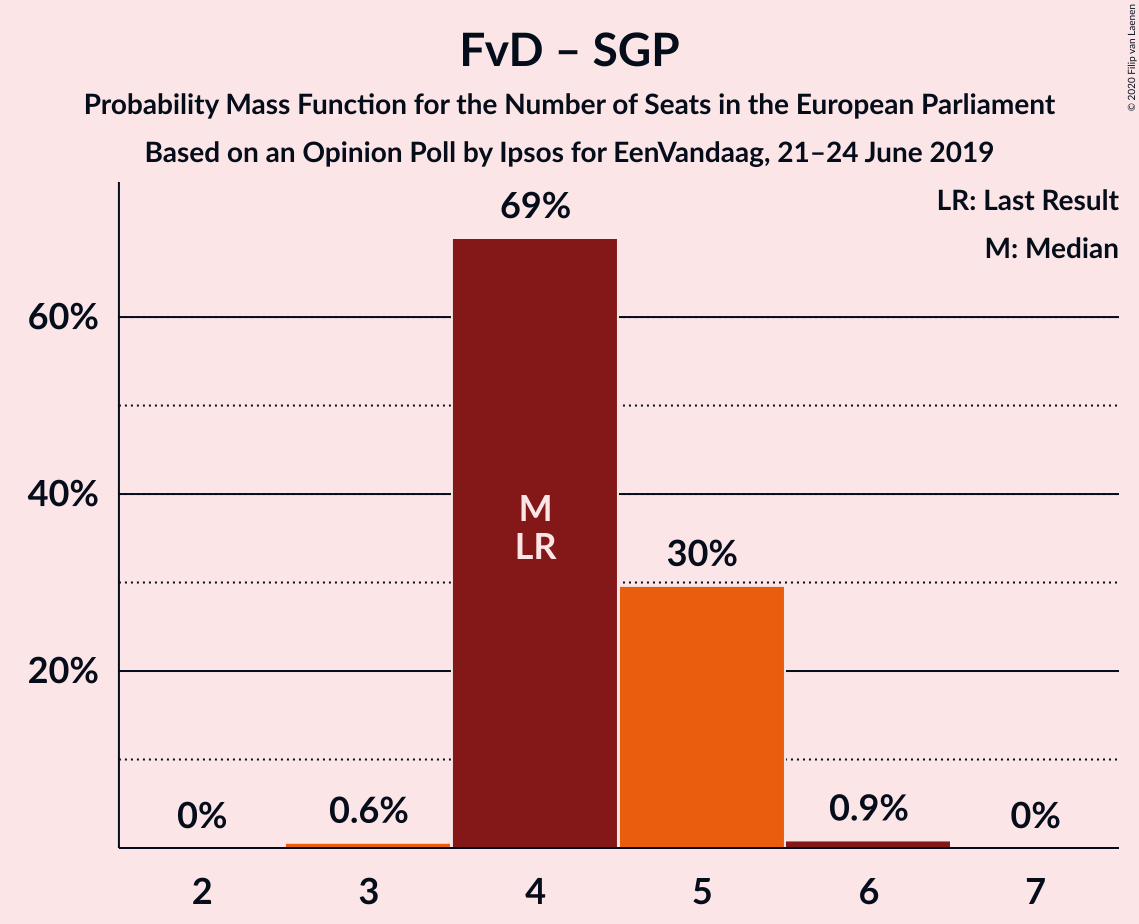 FvD – SGP
Probability Mass Function for the Number of Seats in the European Parliament
Based on an Opinion Poll by Ipsos for EenVandaag, 21–24 June 2019
© 2020 Filip van Laenen
LR: Last Result
M: Median
69%
60%
40%
M
LR
30%
20%
0%
0.6%
0.9%
0%
2
3
4
5
6
7